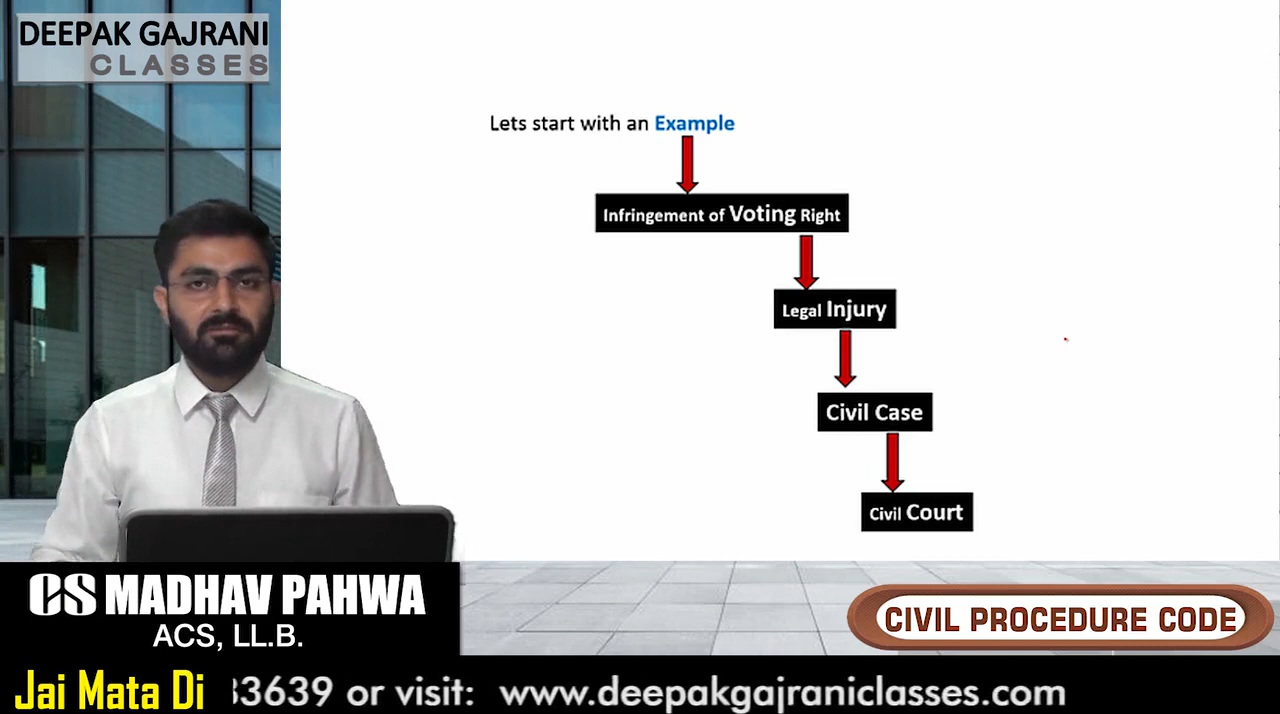 DEEPAK GAJRANI
CLASSES
Lets start with an Example
Infringement of Voting Right
Legal Injury
Civil Case
Civil Court
CS MADHAV PAHWA
ACS, LL.B.
CIVIL PROCEDURE CODE
Jai Mata Di 3639 or visit: www.deepakgajraniclasses.com